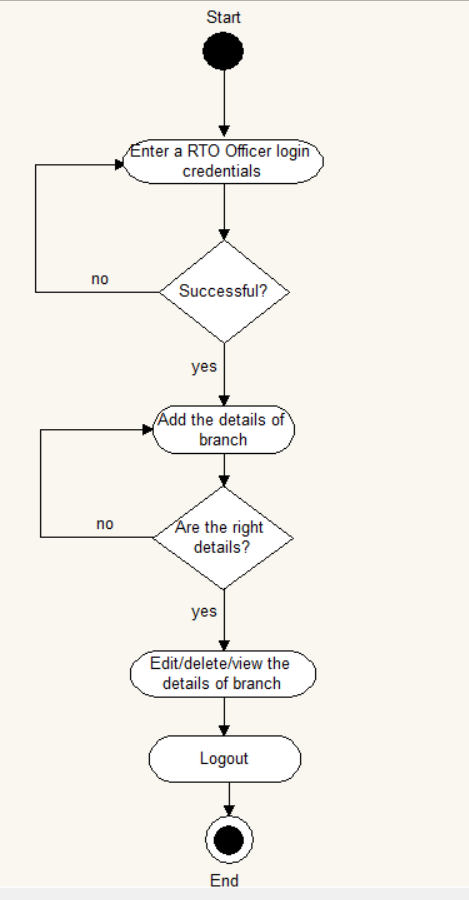 Start
Enter a RTO Officer login
credentials
no
Successful?
yes
Add the details of
branch
no
Are the right
details?
yes
Edit/delete/view the
details of branch
Logout
End